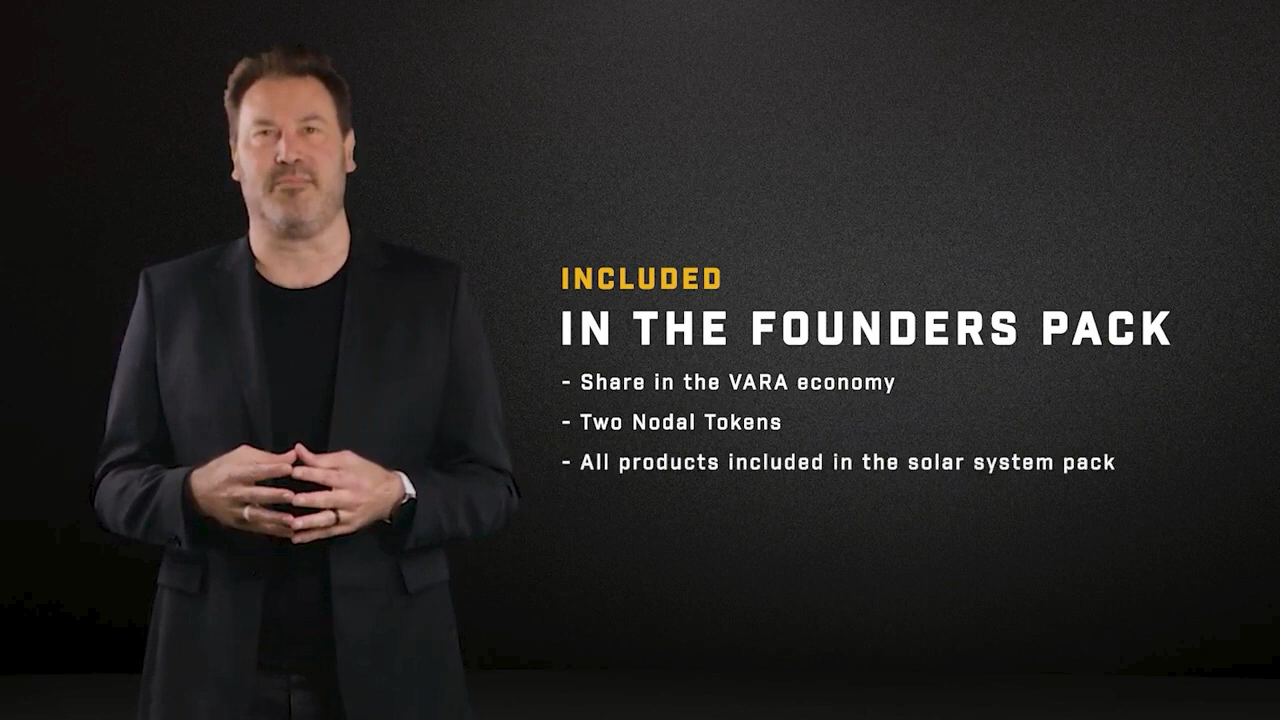 INCLUDED
IN THE FOUNDERS PACK
- Share in the VARA economy
- Two Nodal Tokens
- All products included in the solar system pack